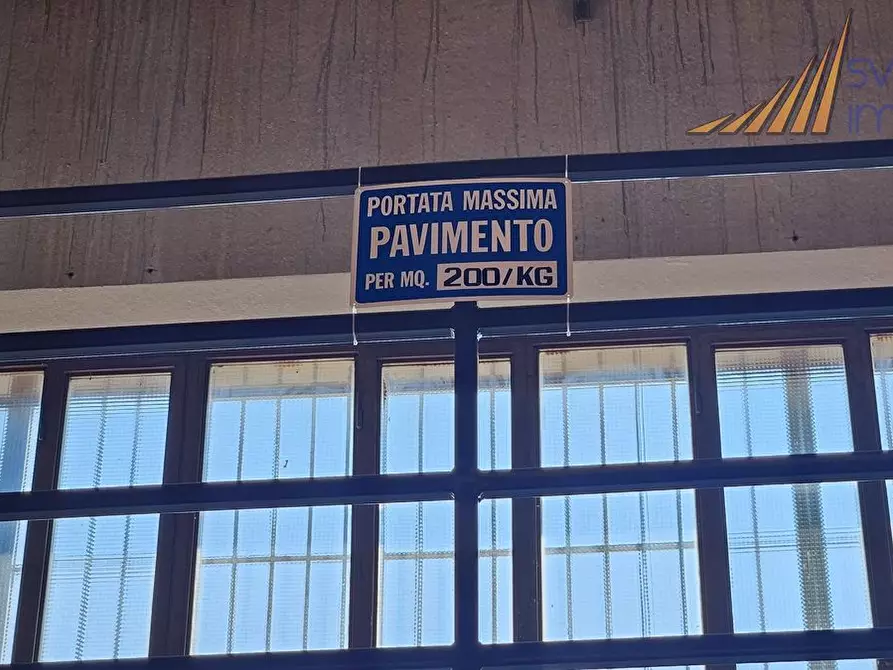 PORTATA MASSIMA
PAVIMENTO
PER MQ. 200/KG